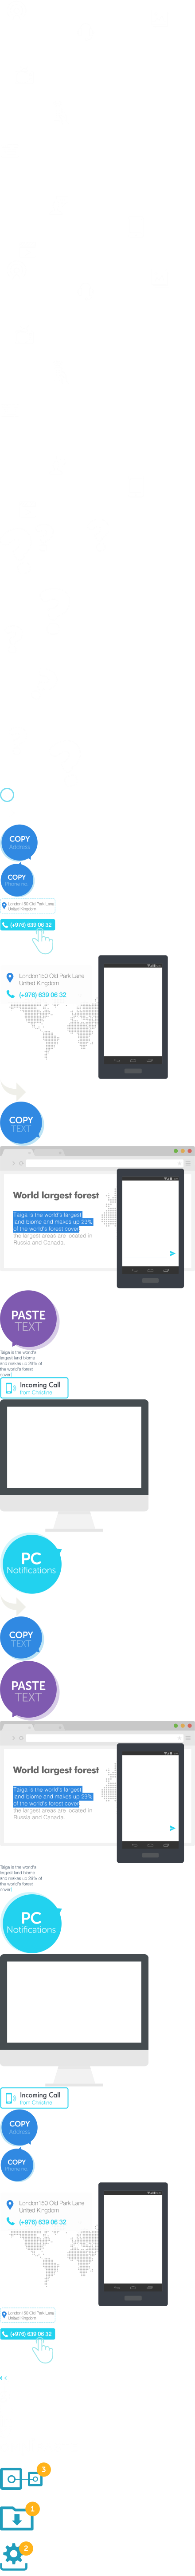 COPY
Address
COPY
Phone no.
London150 Old Park Lane
United Kingdom
(+976) 639 06 32
London150 Old Park Lane
United Kingdom
(+976) 639 06 32
COPY
TEXT
World largest forest
Taiga is the world's largest
land biome and makes up 29%
of the world's forest cover
the largest areas are located in
Russia and Canada.
PASTE
TEXT
Taiga is the world's
largest land biome
and makes up 29% of
the world's forest
cover!
Incoming Call
from Christine
PC
Notifications
COPY
TEXT
PASTE
TEXT
World largest forest
Taiga is the world's largest
land biome and makes up 29%
of the world's forest cover
the largest areas are located in
Russia and Canada.
Taiga is the world's
largest land biome
and makes up 29% of
the world's forest
cover!
PC
Notifications
Incoming Call
from Christine
COPY
Address
COPY
Phone no.
London150 Old Park Lane
United Kingdom
(+976) 639 06 32
London150 Old Park Lane
United Kingdom
(+976) 639 06 32
3
1
2